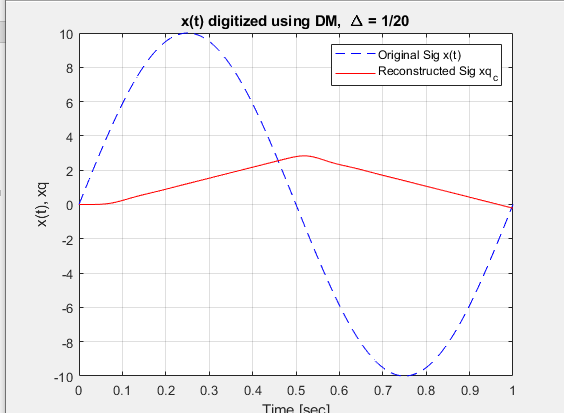 x(t) digitized using DM, Δ = 1/20
Original Sig x(t)
Reconstructed Sig xq_c
x(t), xq
10
8
6
4
2
0
-2
-4
-6
-8
-10
0 0.1 0.2 0.3 0.4 0.5 0.6 0.7 0.8 0.9 1
Time [sec]